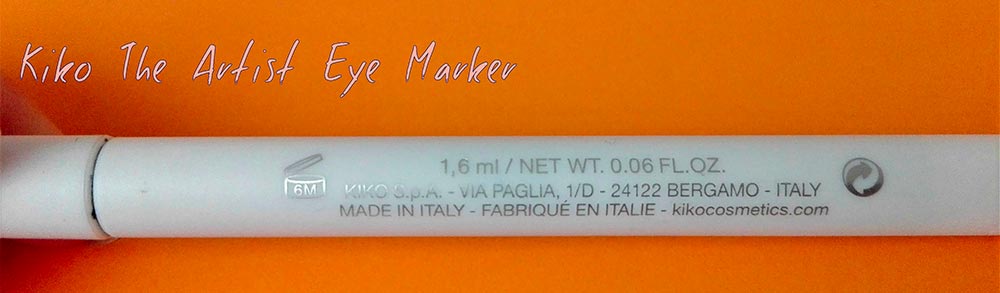 Kiko The Artist Eye Marker
1,6 ml / NET WT. 0.06 FL.OZ.
6M
KIKO S.p.A. - VIA PAGLIA, 1/D - 24122 BERGAMO - ITALY
MADE IN ITALY - FABRIQUÉ EN ITALIE - kikocosmetics.com